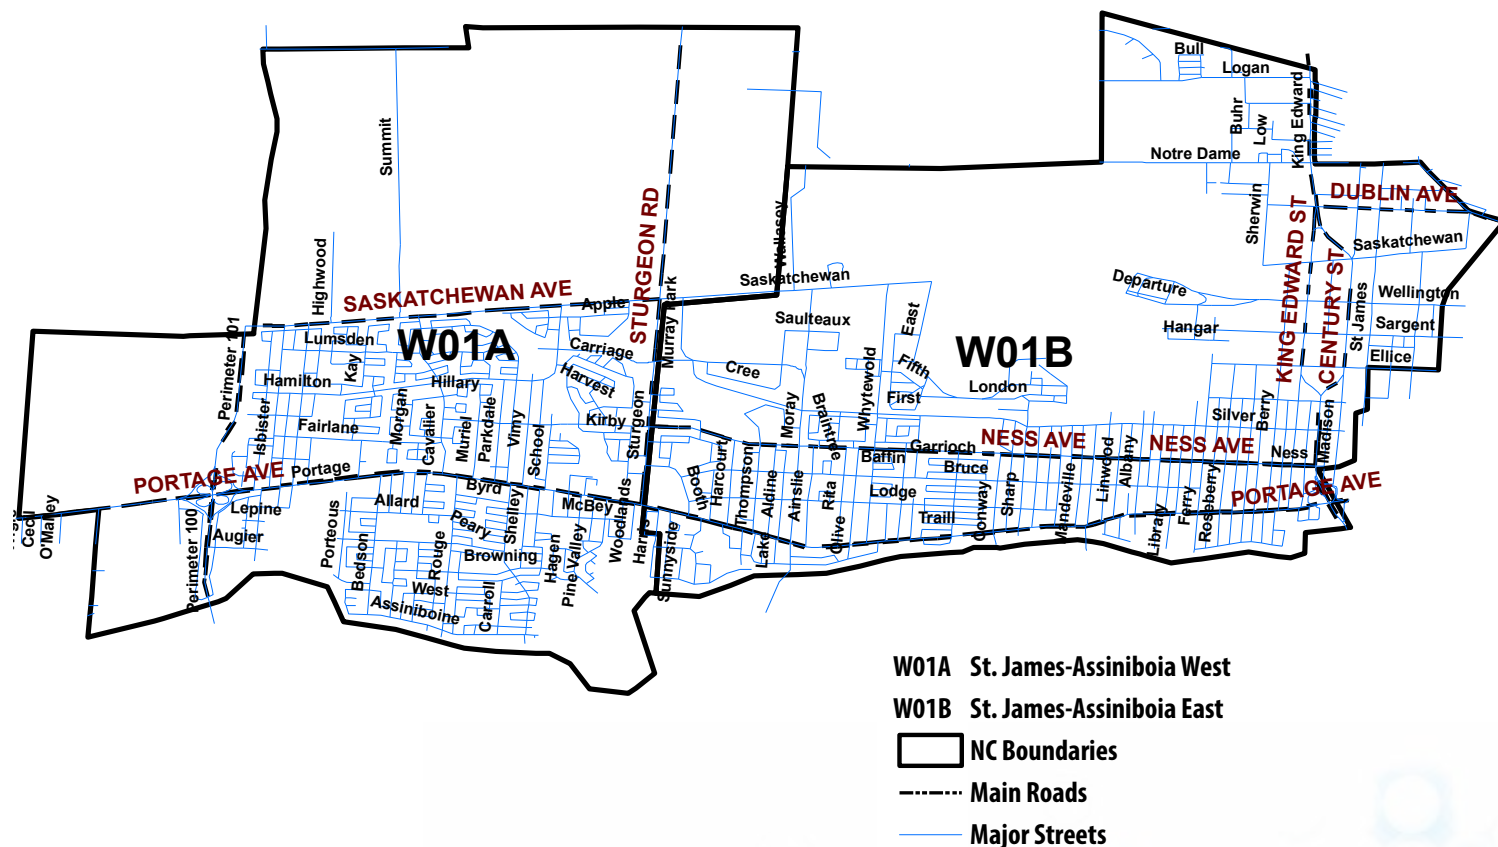 Bull
Logan
Buhr
Low
King Edward
Summit
Notre Dame
DUBLIN AVE
Sherwin
Saskatchewan
KING EDWARD ST
CENTURY ST
STURGEON RD
Wallasey
Highwood
SASKATCHEWAN AVE
Apple
Murray Park
Saskatchewan
Departure
Wellington
St James
Sargent
Hangar
Ellice
Perimeter 101
Lumsden
Kay
W01A
Carriage
Saulteaux
East
W01B
Hamilton
Hillary
Harvest
Cree
Whytewold
Fifth
London
First
Isbister
Fairlane
Morgan
Cavalier
Muriel
Parkdale
Vimy
School
Kirby
Sturgeon
Moray
Braintree
Silver
Berry
Madison
Garrioch
NESS AVE
NESS AVE
Ness
PORTAGE AVE
Portage
Baffin
Bruce
Booth
Harcourt
Thompson
Aldine
Ainslie
Rita
Lodge
Conway
Sharp
Mandeville
Linwood
Albany
Library
Ferry
Roseberry
PORTAGE AVE
Cecil
O'Maney
Perimeter 100
Lepine
Augier
Allard
Byrd
Peary
Shelley
McBey
Woodlands
Harris
Sunnyside
Lake
Olive
Traill
Porteous
Bedson
Rouge
Browning
Hagen
Pine Valley
West
Assiniboine
Carroll
W01A St. James-Assiniboia West
W01B St. James-Assiniboia East
NC Boundaries
Main Roads
Major Streets